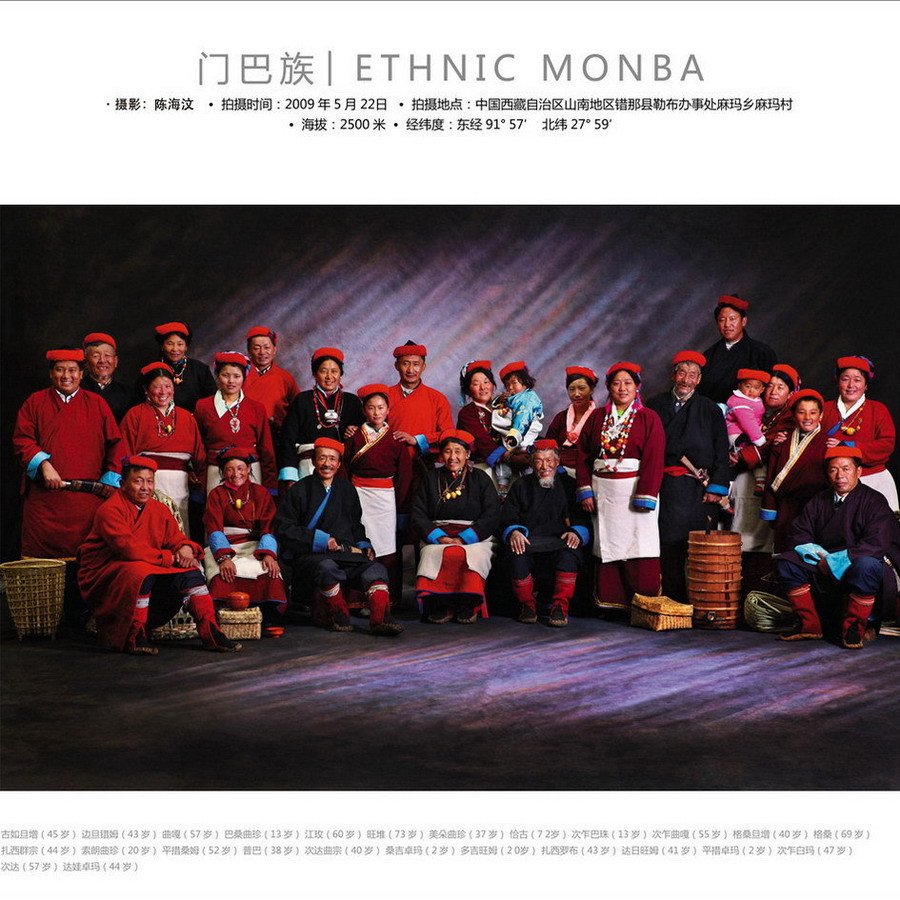 门巴族| ETHNIC MONBA
· 摄影：陈海汶 • 拍摄时间：2009 年 5 月 22日 • 拍摄地点：中国西藏自治区山南地区错那县勒布办事处麻玛乡麻玛村
• 海拔：2500 米 • 经纬度：东经 91° 57′ 北纬 27° 59′
古如旦增（45 岁） 边旦错姆（43 岁） 曲嘎（57 岁） 巴桑曲珍（13 岁） 江玫（60 岁） 旺堆（73 岁） 美朵曲珍（37 岁） 恰古（7 2岁） 次乍巴珠（13 岁） 次乍曲嘎（55 岁） 格桑旦增（40 岁） 格桑（69 岁）
扎西群宗（44 岁） 索朗曲珍（20 岁） 平措桑姆（52 岁） 普巴（38 岁） 次达曲宗（40 岁） 桑吉卓玛（2 岁） 多吉旺姆（2 0岁） 扎西罗布（43 岁） 达日旺姆（41 岁） 平措卓玛（2 岁） 次乍白玛（47 岁）
次达（57 岁） 达娃卓玛（44 岁）